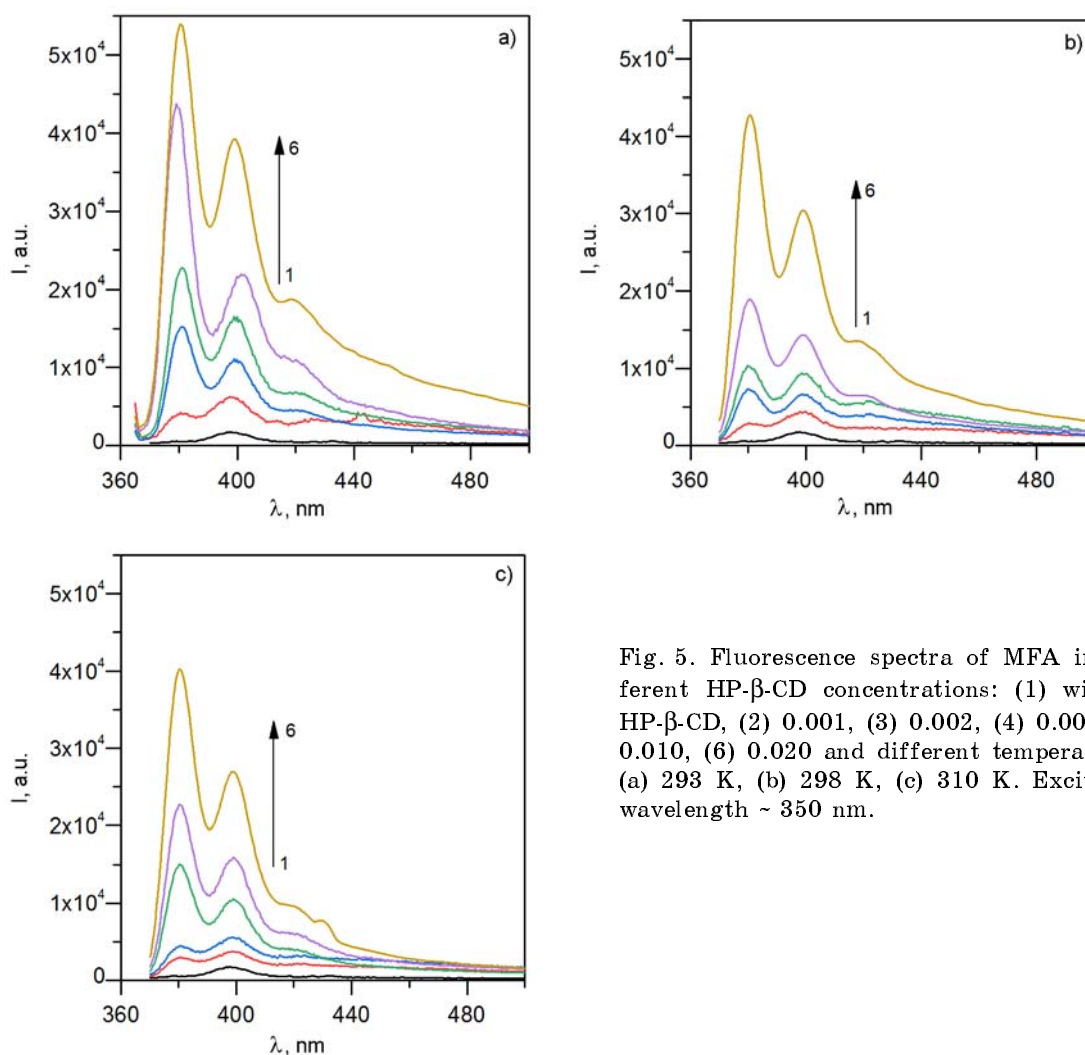 a)
5x10⁴
4x10⁴
3x10⁴
2x10⁴
1x10⁴
0
I, a.u.
6
1
360 400 440 480
λ, nm
b)
5x10⁴
4x10⁴
3x10⁴
2x10⁴
1x10⁴
0
I, a.u.
6
1
360 400 440 480
λ, nm
c)
5x10⁴
4x10⁴
3x10⁴
2x10⁴
1x10⁴
0
I, a.u.
6
1
360 400 440 480
λ, nm
Fig. 5. Fluorescence spectra of MFA
ferent HP-β-CD concentrations: (1)
HP-β-CD, (2) 0.001, (3) 0.002, (4)
0.010, (6) 0.020 and different
(a) 293 K, (b) 298 K, (c) 310 K.
wavelength ~ 350 nm.